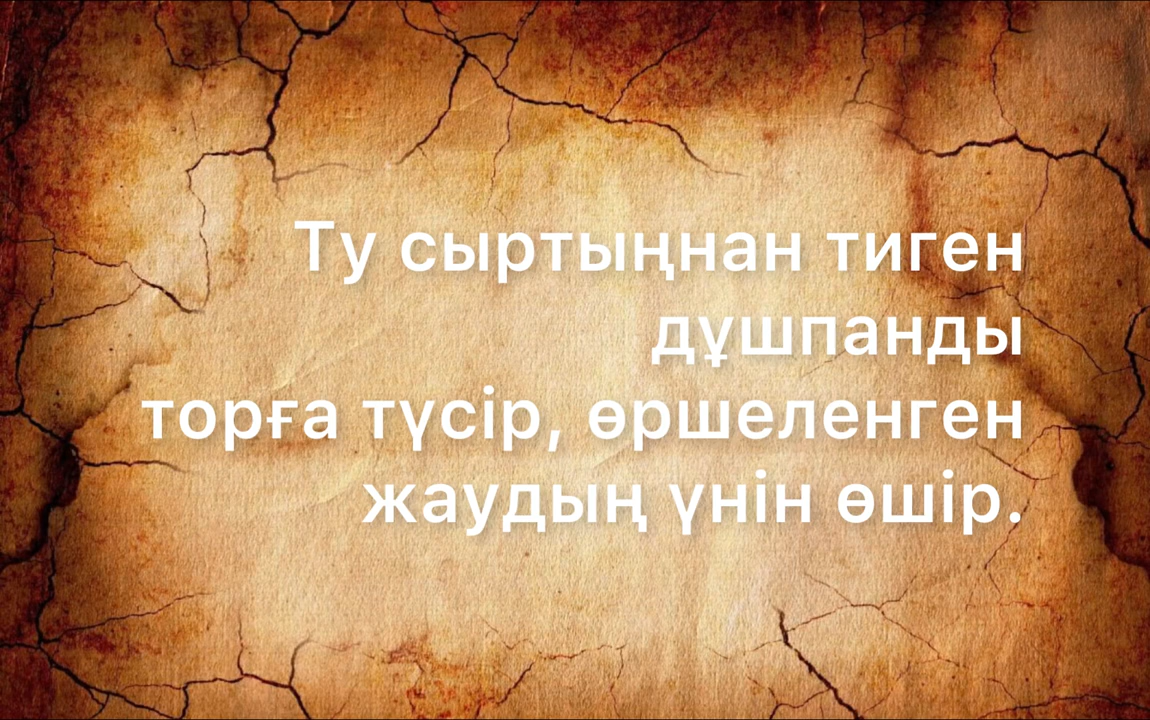 Ту сыртыңнан тиген
дұшпанды
торға түсір, өршеленген
жаудың үнін өшір.